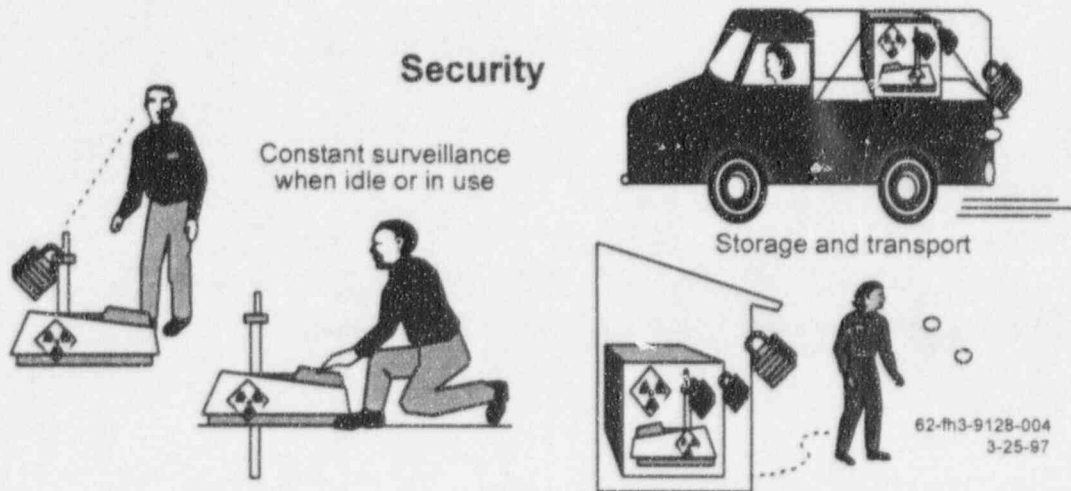 Security
Constant surveillance
when idle or in use
Storage and transport
62-fh3-9128-004
3-25-97